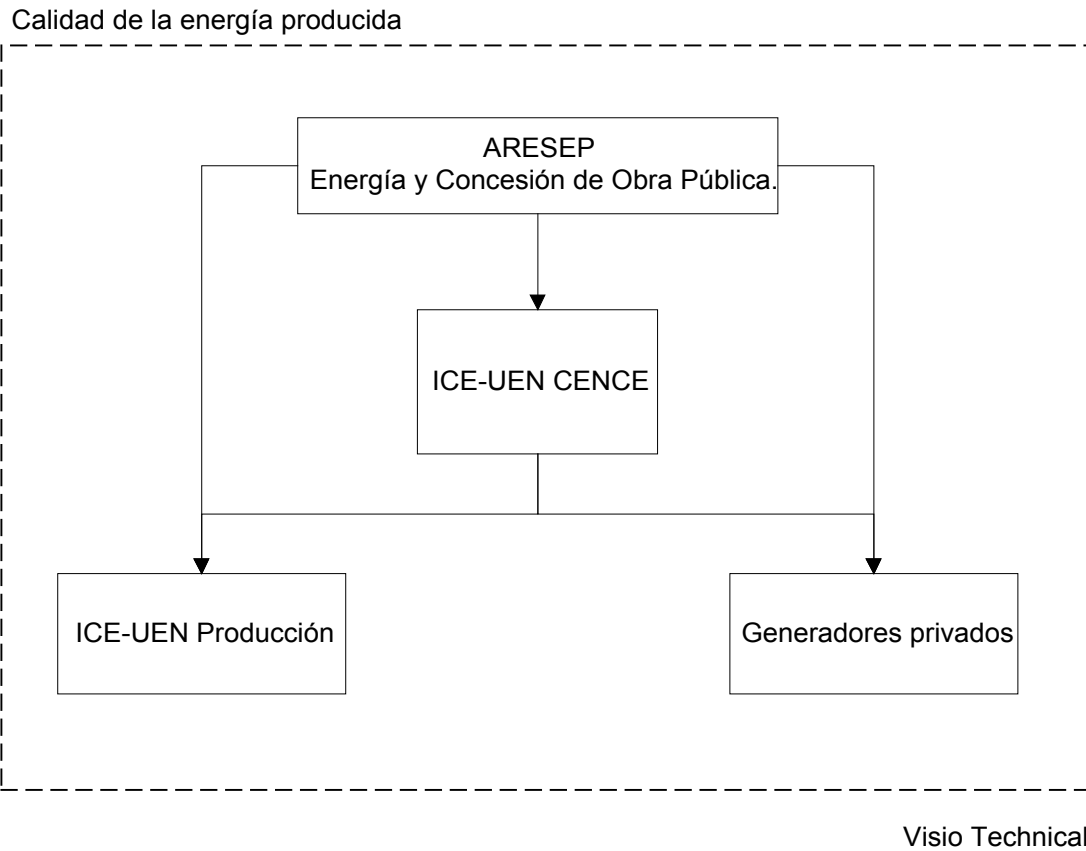 Calidad de la energía producida
ARESEP
Energía y Concesión de Obra Pública.
ICE-UEN CENCE
ICE-UEN Producción
Generadores privados
Visio Technical